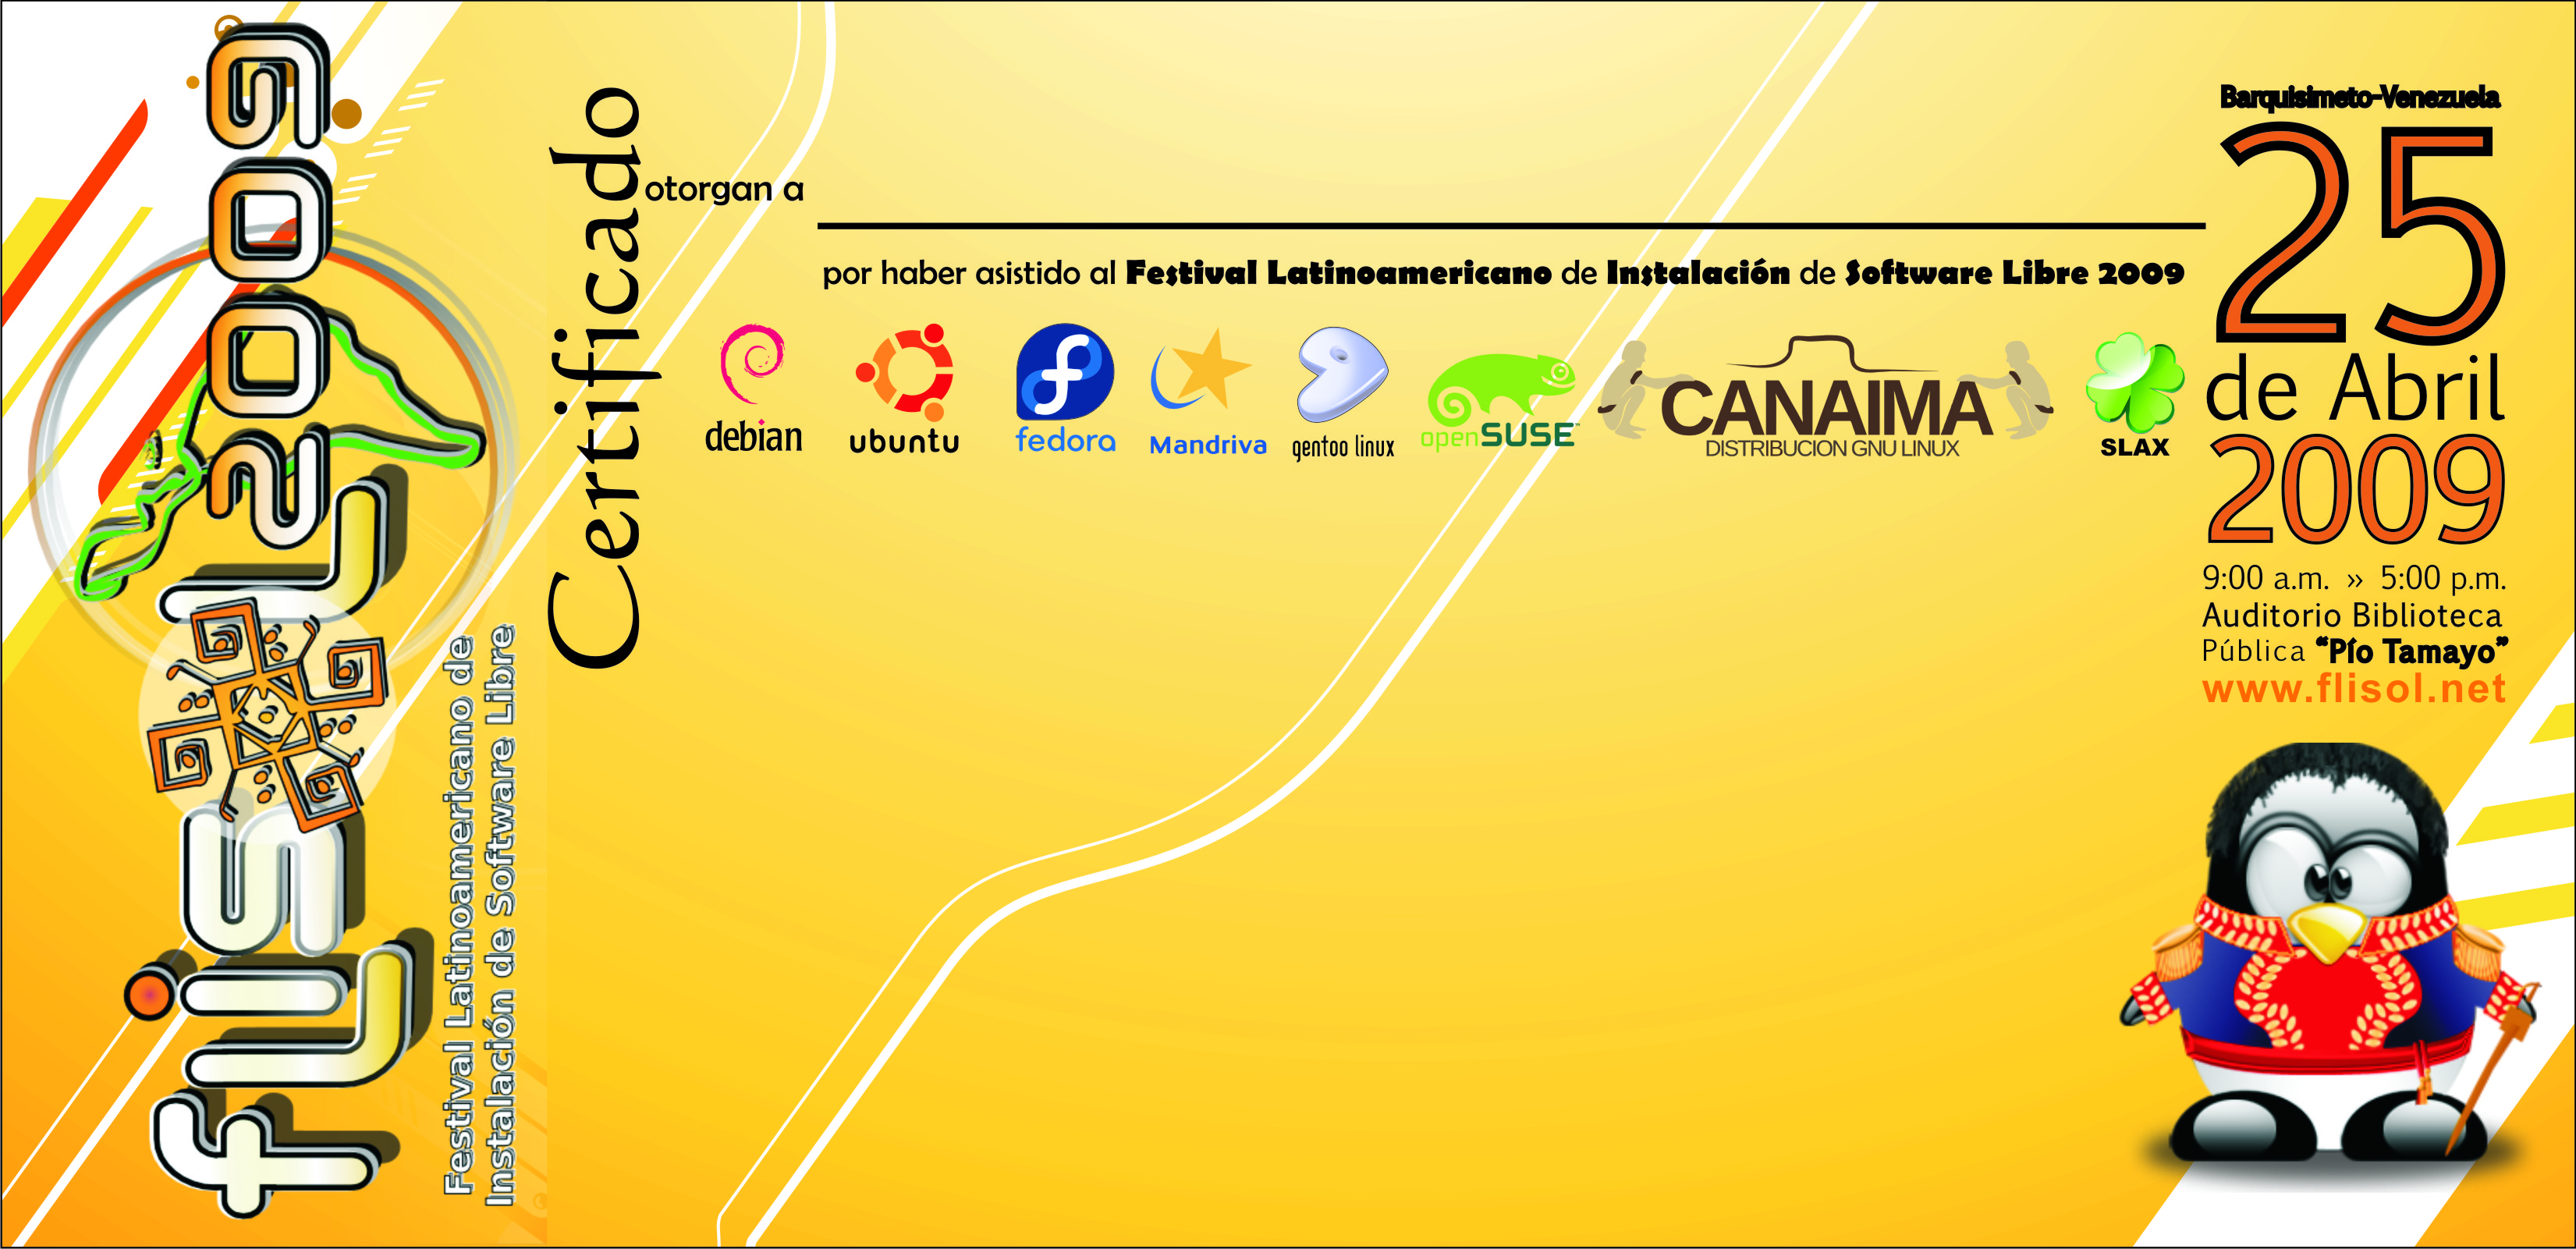 flisol 2009
Festival Latinoamericano de
Instalación de Software Libre
Certificado
otorgan a
por haber asistido al Festival Latinoamericano de Instalación de Software Libre 2009
debian
ubuntu
fedora
Mandriva
gentoo linux
openSUSE
CANAIMA
DISTRIBUCION GNU LINUX
SLAX
Barquisimeto-Venezuela
25
de Abril
2009
9:00 a.m. » 5:00 p.m.
Auditorio Biblioteca
Pública “Pío Tamayo”
www.flisol.net